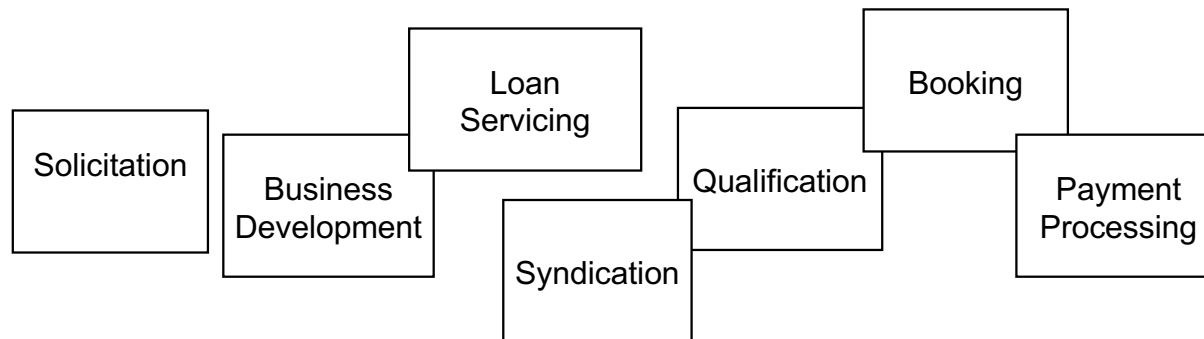 Solicitation
Business
Development
Loan
Servicing
Syndication
Qualification
Booking
Payment
Processing